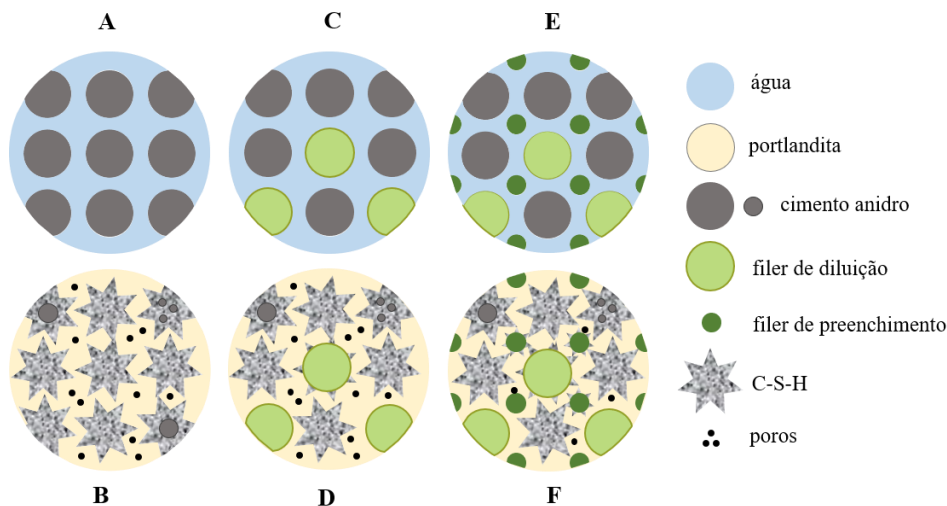 A
C
E
água
portlandita
cimento anidro
filer de diluição
filer de preenchimento
C-S-H
poros
B
D
F